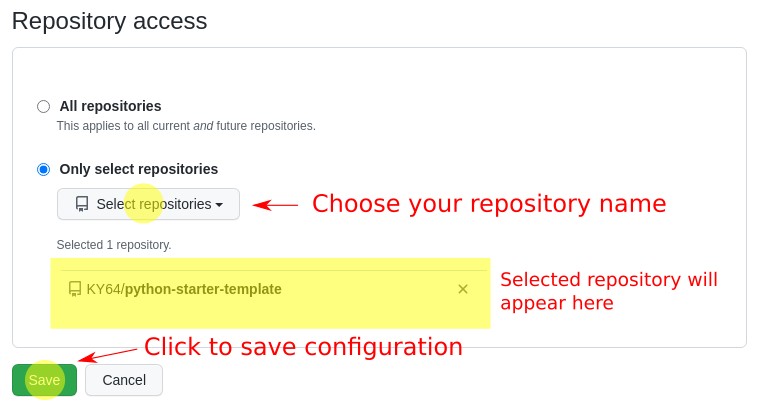 Repository access
All repositories
This applies to all current and future repositories.
Only select repositories
Select repositories
Choose your repository name
Selected 1 repository.
KY64/python-starter-template
Selected repository will
appear here
Click to save configuration
Save
Cancel